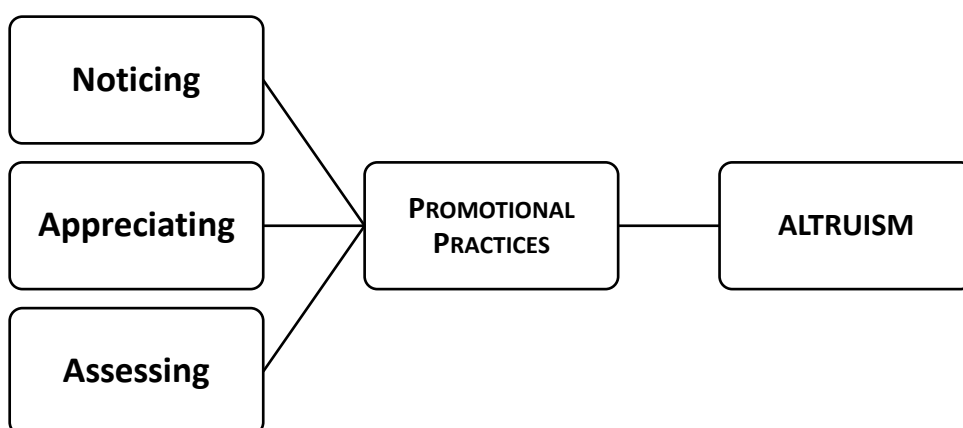 Noticing
Appreciating
Assessing
PROMOTIONAL
PRACTICES
ALTRUISM